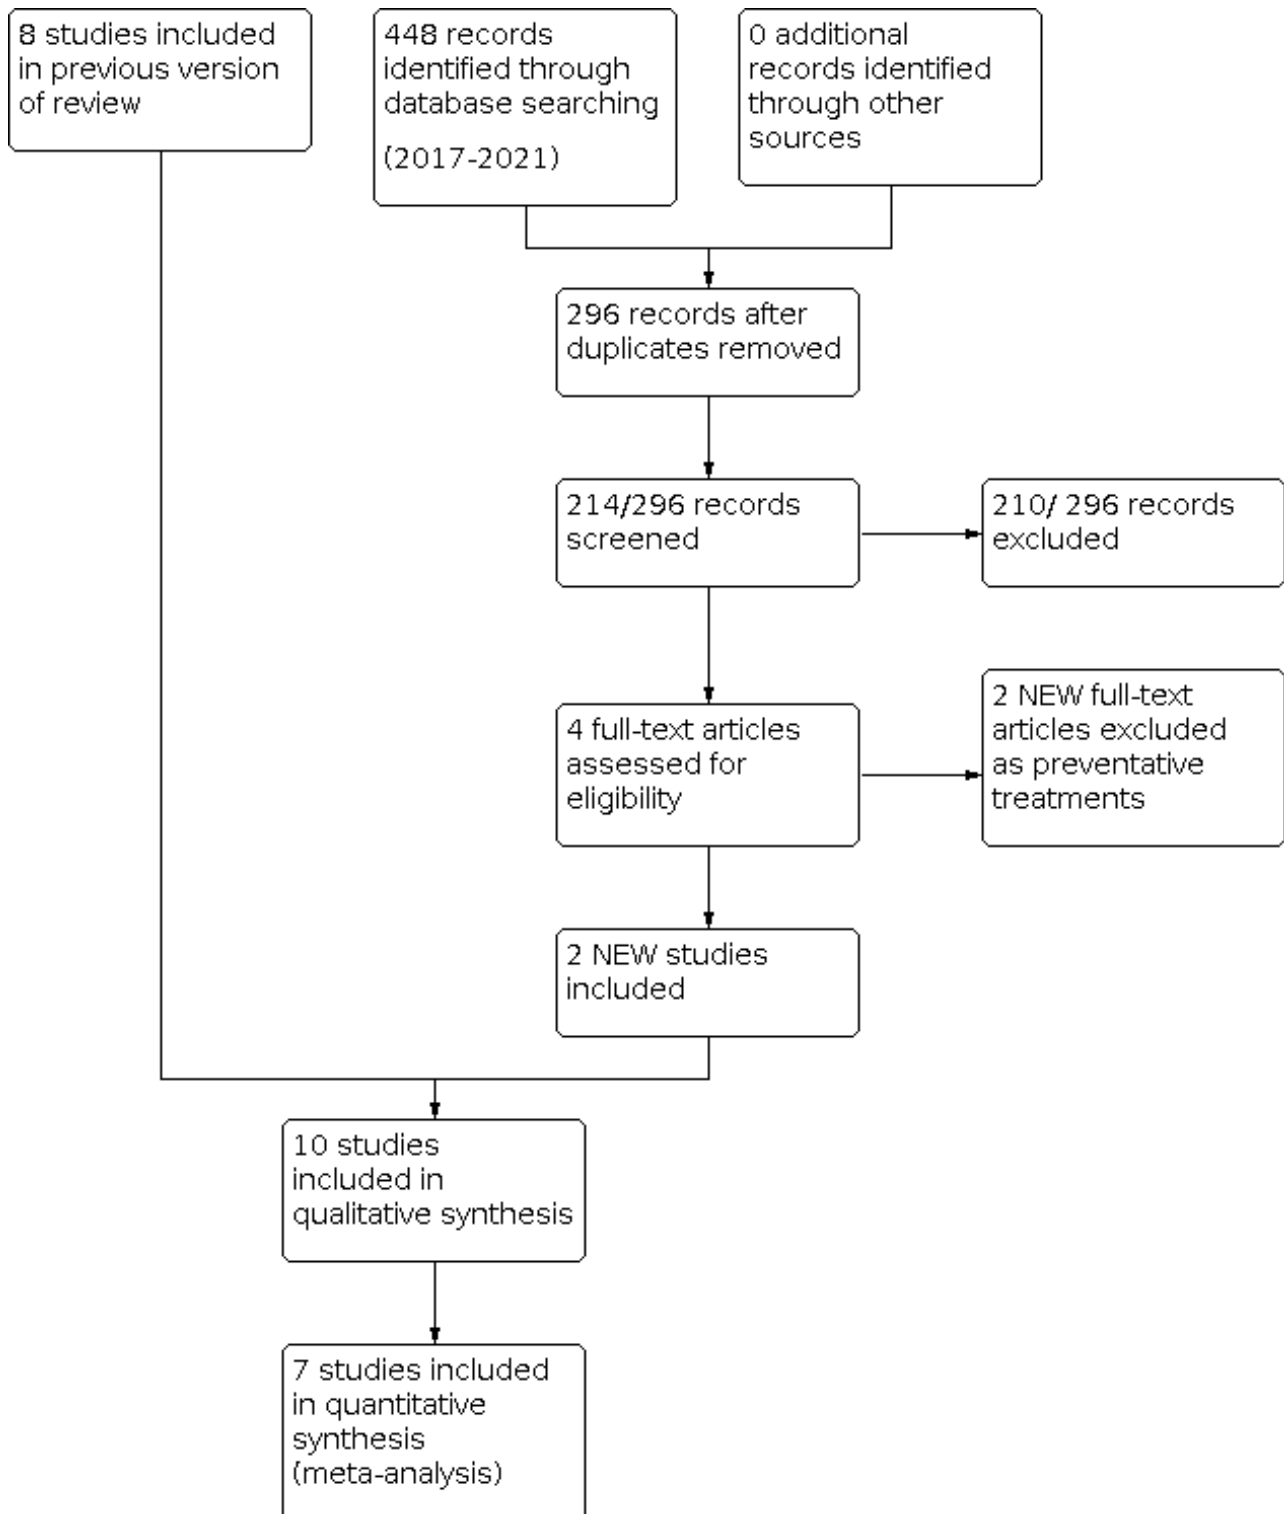 8 studies included
in previous version
of review
448 records
identified through
database searching
(2017-2021)
0 additional
records identified
through other
sources
296 records after
duplicates removed
214/296 records
screened
210/ 296 records
excluded
4 full-text articles
assessed for
eligibility
2 NEW full-text
articles excluded
as preventative
treatments
2 NEW studies
included
10 studies
included in
qualitative synthesis
7 studies included
in quantitative
synthesis
(meta-analysis)